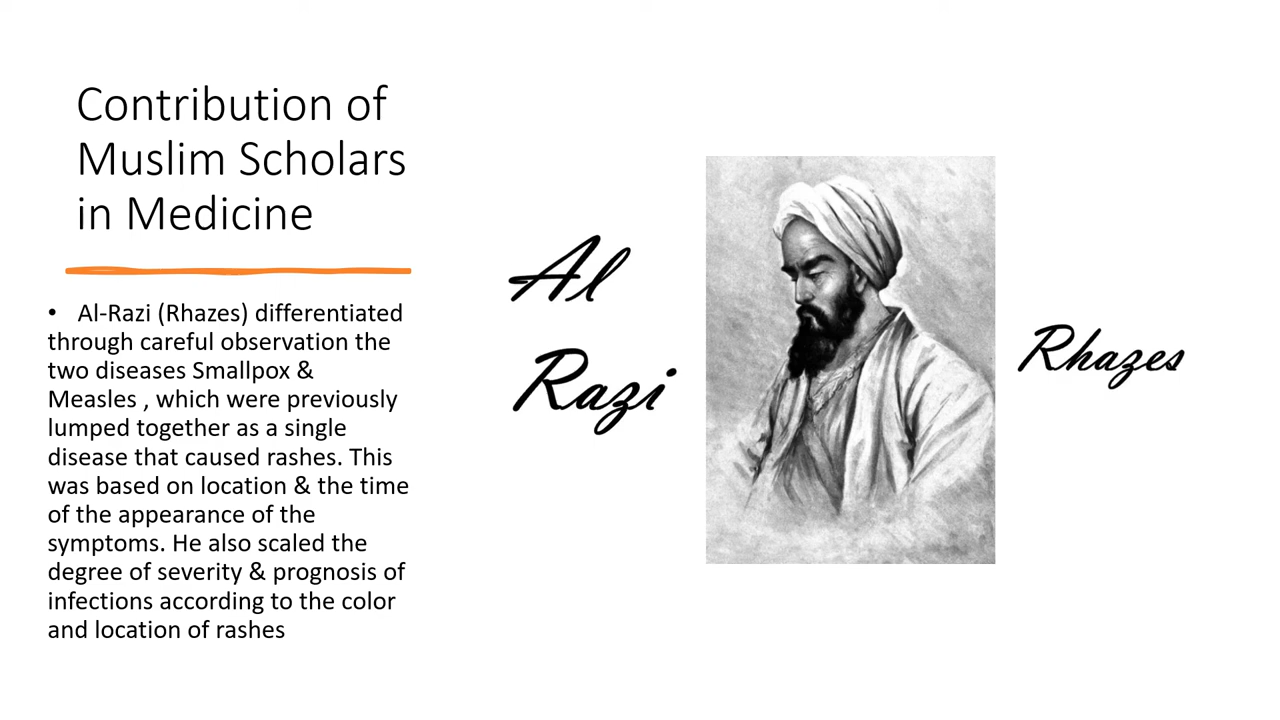 Contribution of
Muslim Scholars
in Medicine
• Al-Razi (Rhazes) differentiated
through careful observation the
two diseases Smallpox &
Measles , which were previously
lumped together as a single
disease that caused rashes. This
was based on location & the time
of the appearance of the
symptoms. He also scaled the
degree of severity & prognosis of
infections according to the color
and location of rashes
Al
Razi
Rhazes